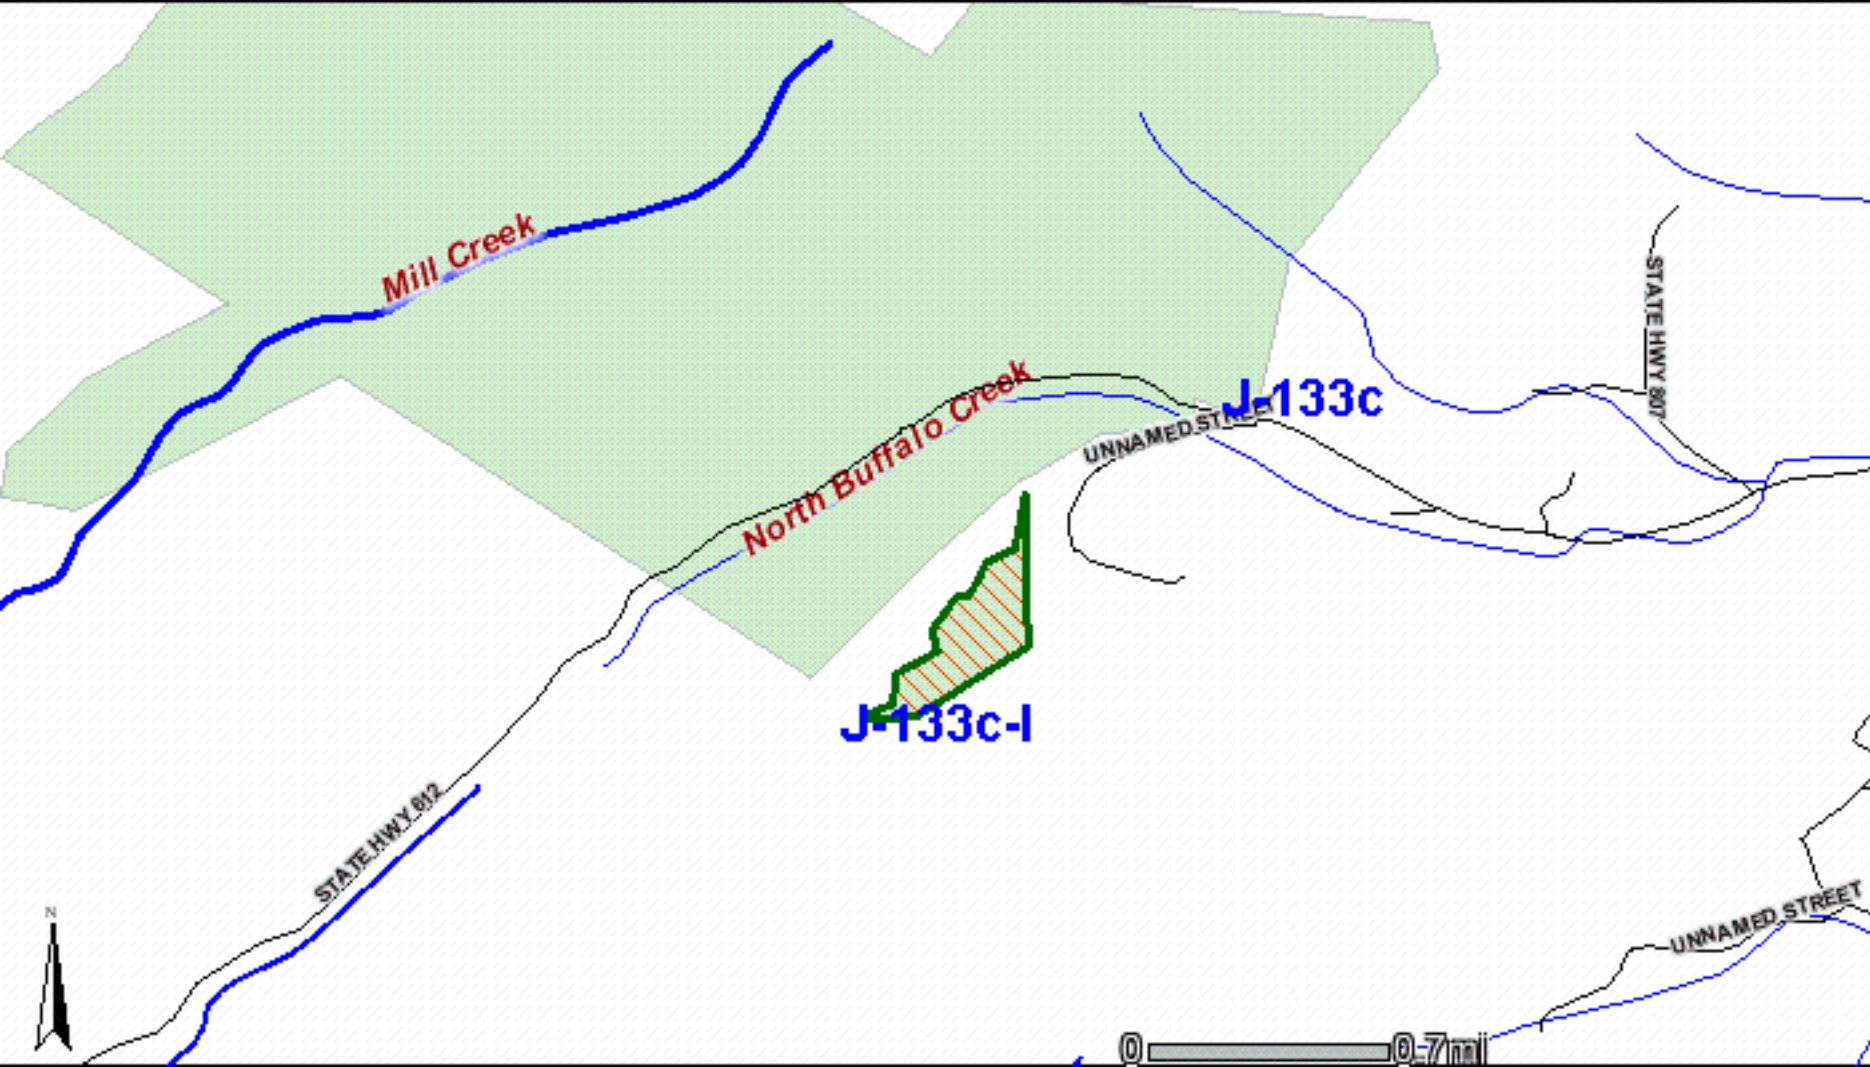 Mill Creek
North Buffalo Creek
J-133c
UNNAMED STREET
STATE HWY 607
J-133c-I
STATE HWY 612
UNNAMED STREET
N
0 0.7mi